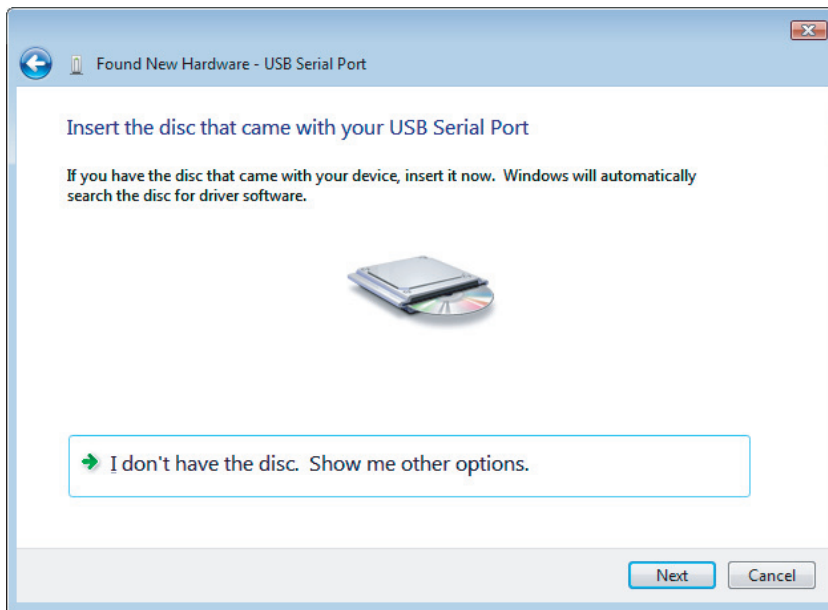 Found New Hardware - USB Serial Port
Insert the disc that came with your USB Serial Port
If you have the disc that came with your device, insert it now.  Windows will automatically
search the disc for driver software.
I don't have the disc.  Show me other options.
Next
Cancel